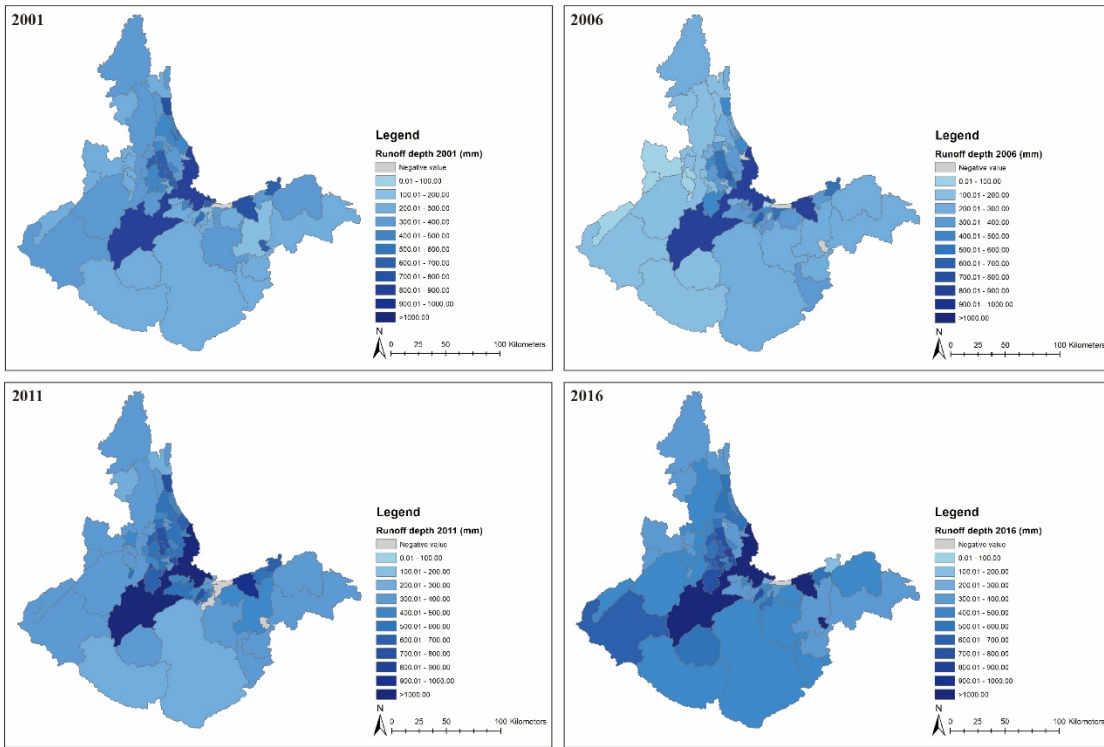 2001
Legend
Runoff depth 2001 (mm)
Negative value
0.01 - 100.00
100.01 - 200.00
200.01 - 300.00
300.01 - 400.00
400.01 - 500.00
500.01 - 600.00
600.01 - 700.00
700.01 - 800.00
800.01 - 900.00
900.01 - 1000.00
>1000.00
N
0 25 50 100 Kilometers
2006
Legend
Runoff depth 2006 (mm)
Negative value
0.01 - 100.00
100.01 - 200.00
200.01 - 300.00
300.01 - 400.00
400.01 - 500.00
500.01 - 600.00
600.01 - 700.00
700.01 - 800.00
800.01 - 900.00
900.01 - 1000.00
>1000.00
N
0 25 50 100 Kilometers
2011
Legend
Runoff depth 2011 (mm)
Negative value
0.01 - 100.00
100.01 - 200.00
200.01 - 300.00
300.01 - 400.00
400.01 - 500.00
500.01 - 600.00
600.01 - 700.00
700.01 - 800.00
800.01 - 900.00
900.01 - 1000.00
>1000.00
N
0 25 50 100 Kilometers
2016
Legend
Runoff depth 2016 (mm)
Negative value
0.01 - 100.00
100.01 - 200.00
200.01 - 300.00
300.01 - 400.00
400.01 - 500.00
500.01 - 600.00
600.01 - 700.00
700.01 - 800.00
800.01 - 900.00
900.01 - 1000.00
>1000.00
N
0 25 50 100 Kilometers